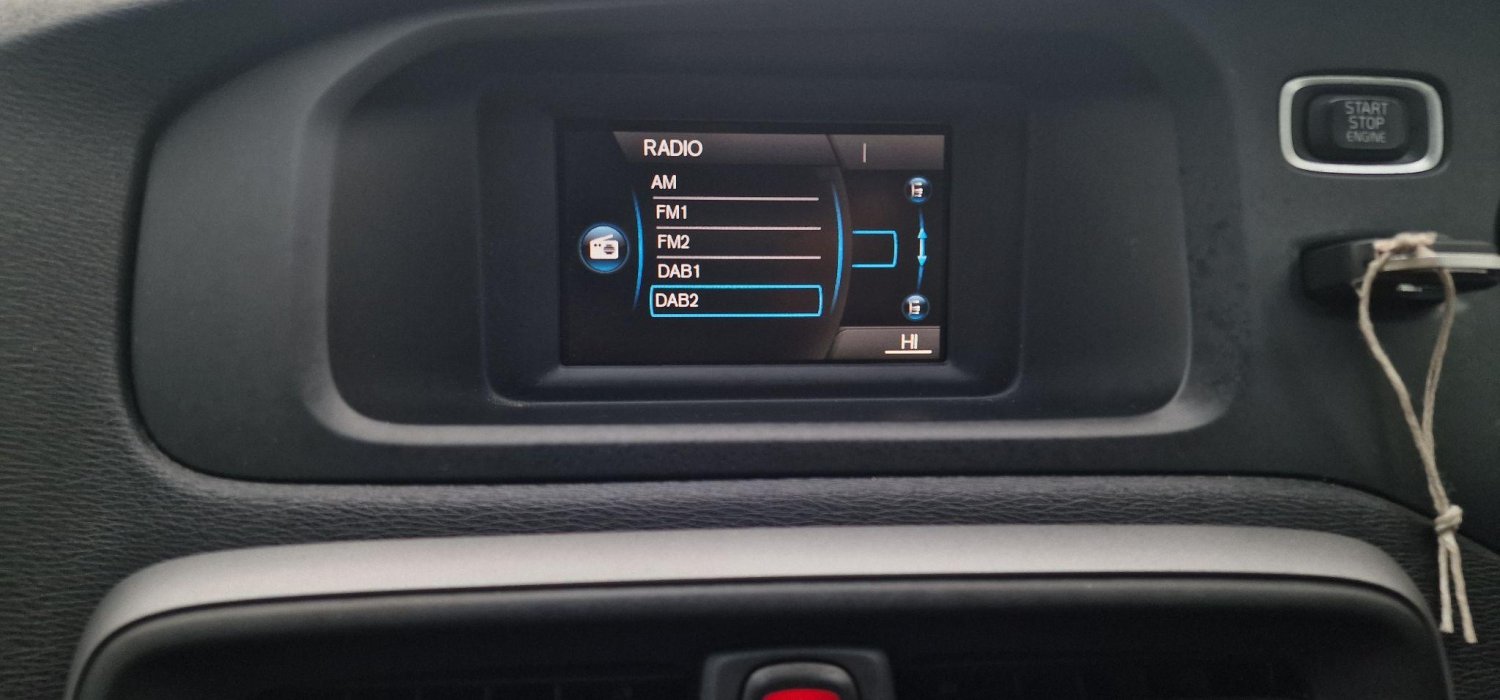 RADIO
AM
FM1
FM2
DAB1
DAB2
HI
START
STOP
ENGINE